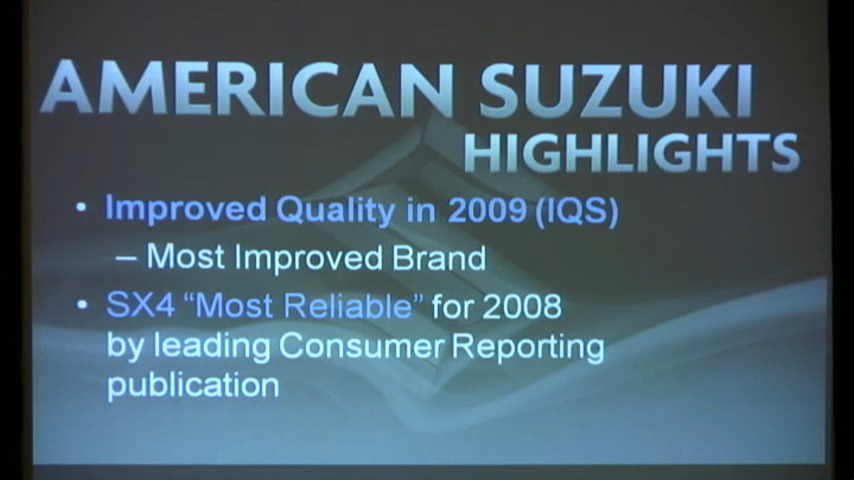 AMERICAN SUZUKI
HIGHLIGHTS
• Improved Quality in 2009 (IQS)
– Most Improved Brand
• SX4 “Most Reliable” for 2008
by leading Consumer Reporting
publication